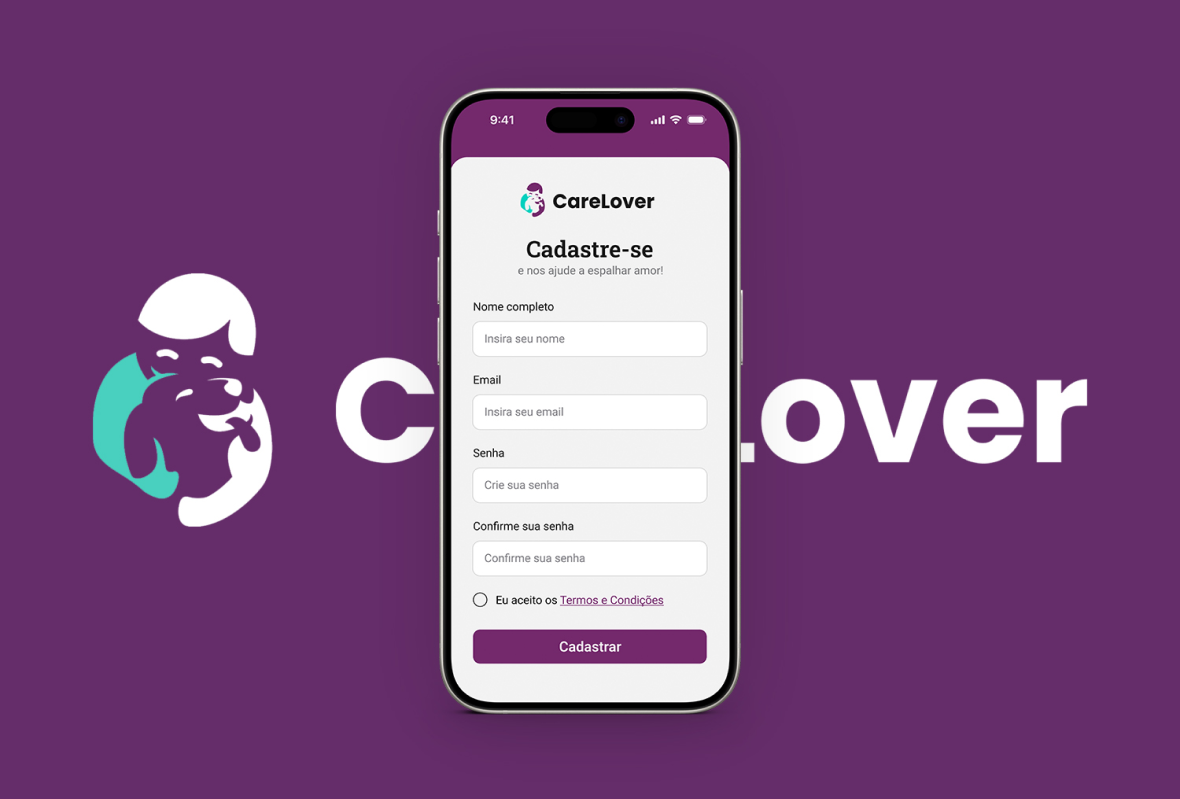 9:41
CareLover
Cadastre-se
e nos ajude a espalhar amor!
Nome completo
Insira seu nome
Email
Insira seu email
Senha
Crie sua senha
Confirme sua senha
Confirme sua senha
Eu aceito os Termos e Condições
Cadastrar
C Lover